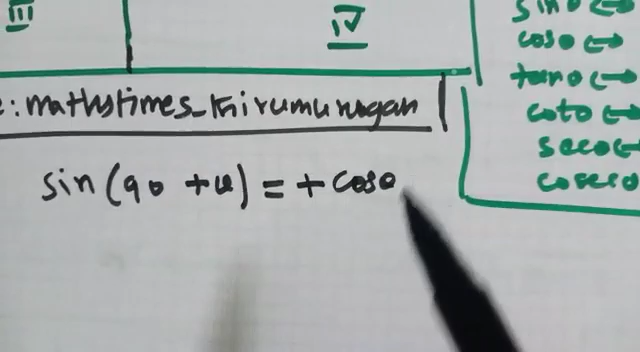 III
IV
e:mathstimes_thirumurugan
sin(90 +θ) = + cosθ
sinθ ↔
cosθ ↔
tanθ ↔
cotθ ↔
secθ ↔
cosecθ